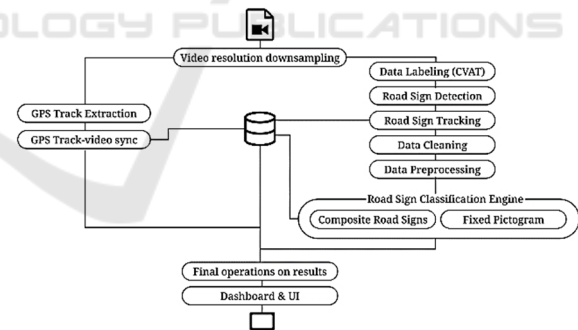 OLOGY PUBLICATIONS
Video resolution downsampling
Data Labeling (CVAT)
Road Sign Detection
GPS Track Extraction
Road Sign Tracking
GPS Track-video sync
Data Cleaning
Data Preprocessing
Road Sign Classification Engine
Composite Road Signs
Fixed Pictogram
Final operations on results
Dashboard & UI